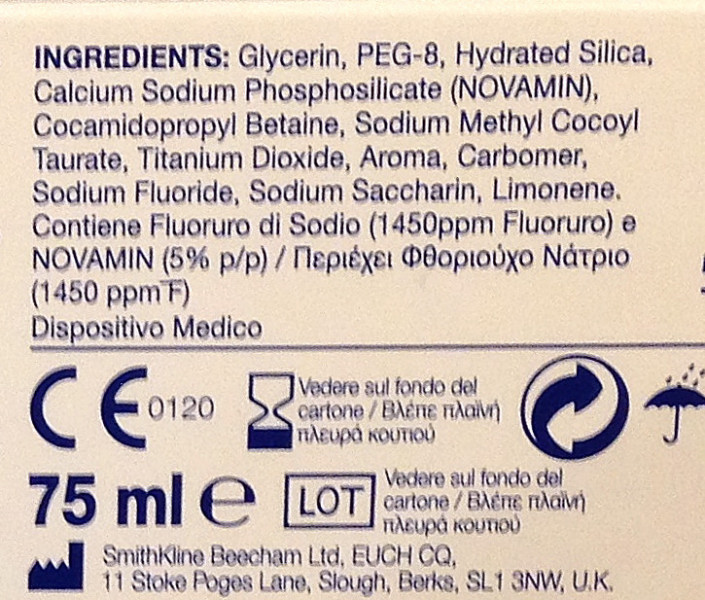 INGREDIENTS: Glycerin, PEG-8, Hydrated Silica,
Calcium Sodium Phosphosilicate (NOVAMIN),
Cocamidopropyl Betaine, Sodium Methyl Cocoyl
Taurate, Titanium Dioxide, Aroma, Carbomer,
Sodium Fluoride, Sodium Saccharin, Limonene.
Contiene Fluoruro di Sodio (1450ppm Fluoruro) e
NOVAMIN (5% p/p) / Περιέχει Φθοριούχο Νάτριο
(1450 ppm F)
Dispositivo Medico
CE 0120
Vedere sul fondo del
cartone / Βλέπε πλαϊνή
πλευρά κουτιού
75 ml e
LOT
Vedere sul fondo del
cartone / Βλέπε πλαϊνή
πλευρά κουτιού
SmithKline Beecham Ltd, EUCH CQ,
11 Stoke Poges Lane, Slough, Berks, SL1 3NW, U.K.